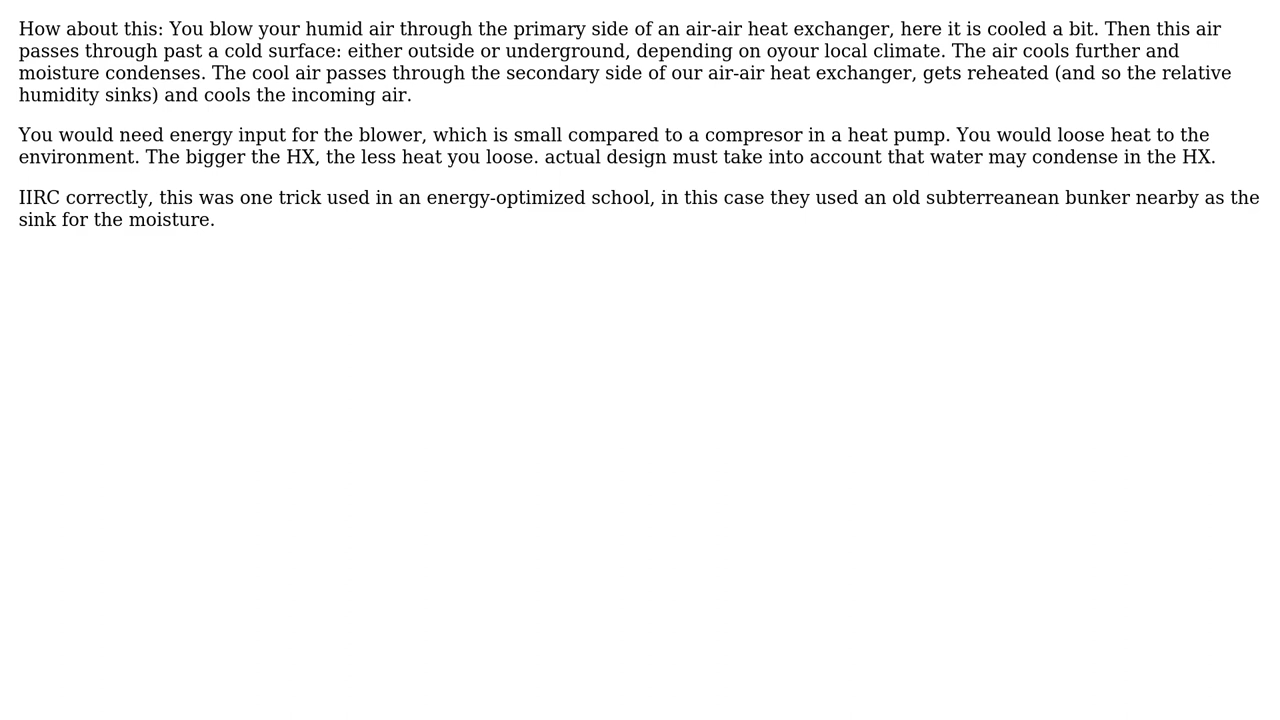 How about this: You blow your humid air through the primary side of an air-air heat exchanger, here it is cooled a bit. Then this air
passes through past a cold surface: either outside or underground, depending on oyour local climate. The air cools further and
moisture condenses. The cool air passes through the secondary side of our air-air heat exchanger, gets reheated (and so the relative
humidity sinks) and cools the incoming air.
You would need energy input for the blower, which is small compared to a compresor in a heat pump. You would loose heat to the
environment. The bigger the HX, the less heat you loose. actual design must take into account that water may condense in the HX.
IIRC correctly, this was one trick used in an energy-optimized school, in this case they used an old subterreanean bunker nearby as the
sink for the moisture.